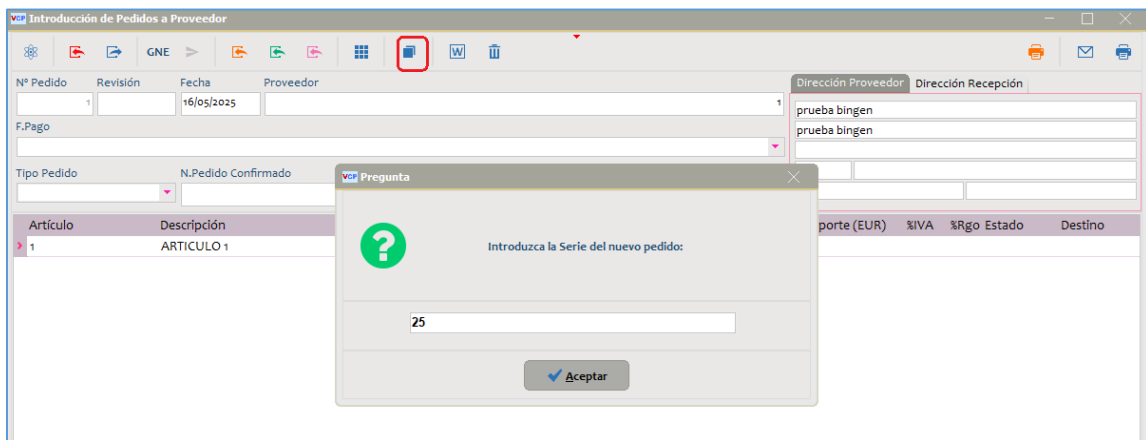 VCP Introducción de Pedidos a Proveedor
GNE
W
Nº Pedido Revisión Fecha Proveedor
1 16/05/2025 1
F.Pago
Tipo Pedido N.Pedido Confirmado
Dirección Proveedor Dirección Recepción
prueba bingen
prueba bingen
Artículo Descripción porte (EUR) %IVA %Rgo Estado Destino
1 ARTICULO 1
VCP Pregunta
Introduzca la Serie del nuevo pedido:
25
Aceptar